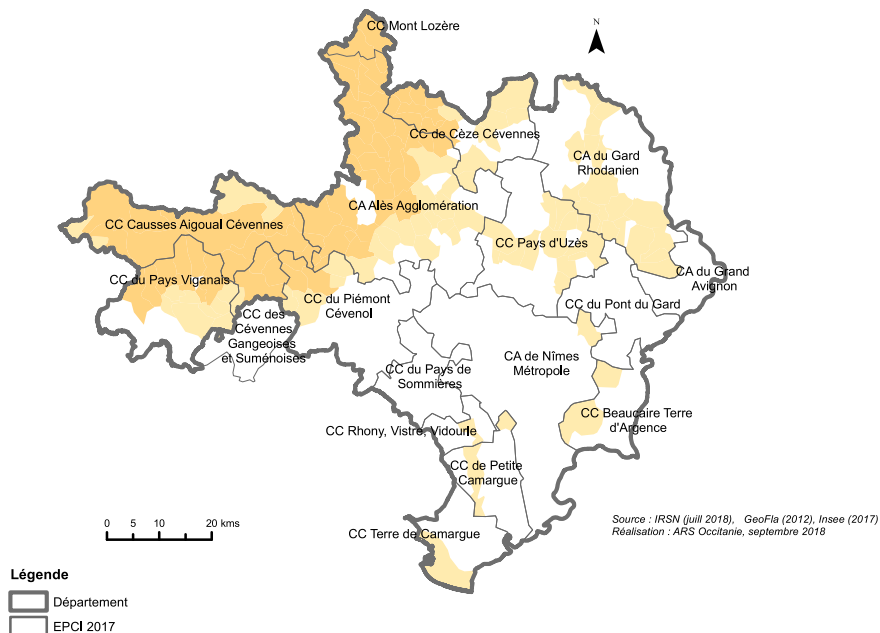 CC Mont Lozère
N
CC de Cèze Cévennes
CA du Gard
Rhodanien
CA Alès Agglomération
CC Causses Aigoual Cévennes
CC Pays d'Uzès
CC du Pays Viganais
CA du Grand
Avignon
CC du Piémont
Cévenol
CC du Pont du Gard
CC des
Cévennes
Gangeoises
et Suménoises
CA de Nîmes
Métropole
CC du Pays de
Sommières
CC Beaucaire Terre
d'Argence
CC Rhony, Vistre, Vidourle
CC de Petite
Camargue
CC Terre de Camargue
0 5 10 20 kms
Source : IRSN (juill 2018), GeoFla (2012), Insee (2017)
Réalisation : ARS Occitanie, septembre 2018
Légende
Département
EPCI 2017